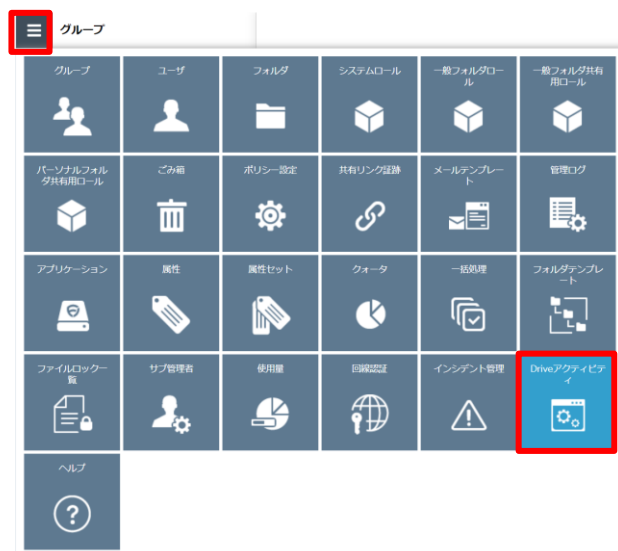 グループ
グループ
ユーザ
フォルダ
システムロール
一般フォルダロー
ル
一般フォルダ共有
用ロール
パーソナルフォル
ダ共有用ロール
ごみ箱
ポリシー設定
共有リンク証跡
メールテンプレー
ト
管理ログ
アプリケーション
属性
属性セット
クォータ
一括処理
フォルダテンプレ
ート
ファイルロック一
覧
サブ管理者
使用量
回線認証
インシデント管理
Driveアクティビテ
ィ
ヘルプ